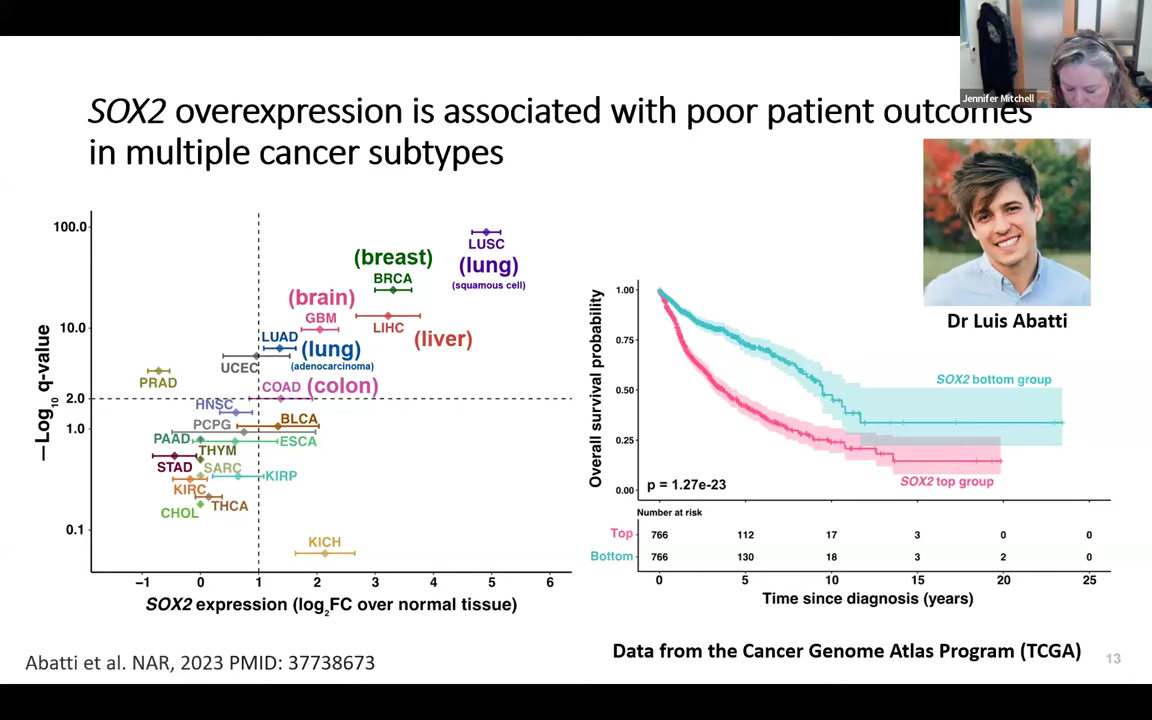 Jennifer Mitchell
SOX2 overexpression is associated with poor patient outcomes
in multiple cancer subtypes
Dr Luis Abatti
—Log10 q-value
100.0
10.0
2.0
1.0
0.1
LUSC
(lung)
(squamous cell)
(breast)
BRCA
(brain)
GBM
LIHC
(liver)
LUAD
(lung)
(adenocarcinoma)
UCEC
PRAD
COAD (colon)
HNSC
PCPG
BLCA
PAAD
ESCA
THYM
STAD
SARC
KIRP
KIRC
THCA
CHOL
KICH
−1 0 1 2 3 4 5 6
SOX2 expression (log2FC over normal tissue)
Overall survival probability
1.00
0.75
0.50
0.25
0.00
SOX2 bottom group
SOX2 top group
p = 1.27e-23
Number at risk
Top 766 112 17 3 0 0
Bottom 766 130 18 3 2 0
0 5 10 15 20 25
Time since diagnosis (years)
Abatti et al. NAR, 2023 PMID: 37738673
Data from the Cancer Genome Atlas Program (TCGA)
13